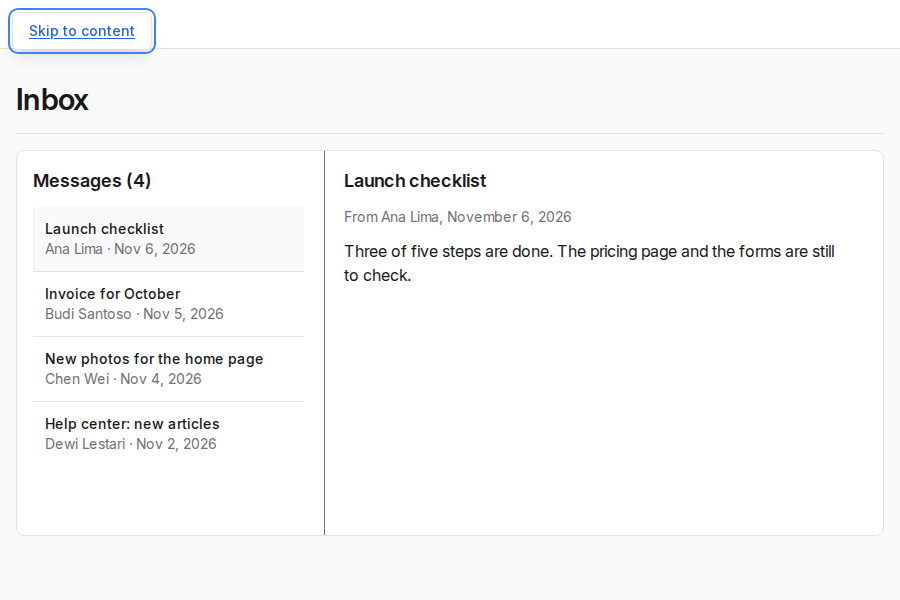 Skip to content
Inbox
Messages (4)
Launch checklist
Ana Lima · Nov 6, 2026
Invoice for October
Budi Santoso · Nov 5, 2026
New photos for the home page
Chen Wei · Nov 4, 2026
Help center: new articles
Dewi Lestari · Nov 2, 2026
Launch checklist
From Ana Lima, November 6, 2026
Three of five steps are done. The pricing page and the forms are still
to check.